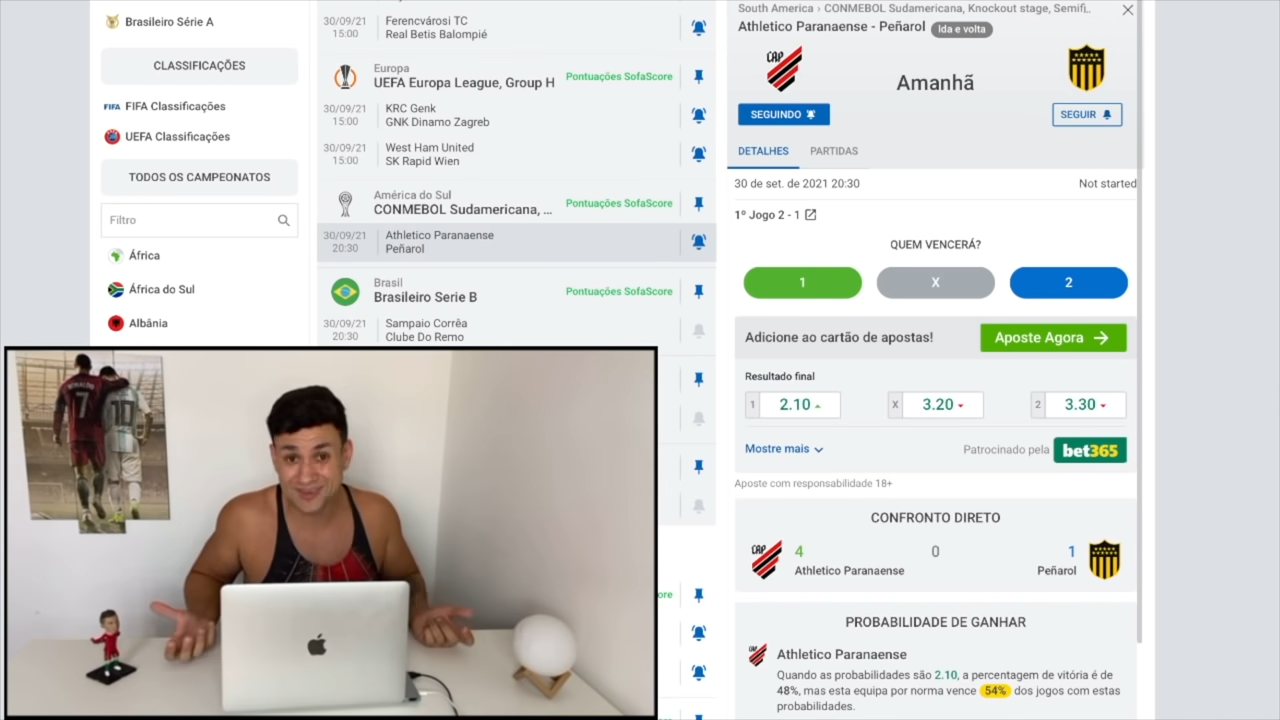 Brasileiro Série A
CLASSIFICAÇÕES
FIFA
FIFA Classificações
UEFA Classificações
TODOS OS CAMPEONATOS
Filtro
África
África do Sul
Albânia
30/09/21
15:00
Ferencvárosi TC
Real Betis Balompié
Europa
UEFA Europa League, Group H
Pontuações SofaScore
30/09/21
15:00
KRC Genk
GNK Dinamo Zagreb
30/09/21
15:00
West Ham United
SK Rapid Wien
América do Sul
CONMEBOL Sudamericana, ...
Pontuações SofaScore
30/09/21
20:30
Athletico Paranaense
Peñarol
Brasil
Brasileiro Serie B
Pontuações SofaScore
30/09/21
20:30
Sampaio Corrêa
Clube Do Remo
ore
RONALDO
7
10
South America › CONMEBOL Sudamericana, Knockout stage, Semifi..
Athletico Paranaense - Peñarol
Ida e volta
CAP
Amanhã
SEGUINDO
SEGUIR
DETALHES
PARTIDAS
30 de set. de 2021 20:30
Not started
1º Jogo 2 - 1
QUEM VENCERÁ?
1
X
2
Adicione ao cartão de apostas!
Aposte Agora
Resultado final
1 2.10
X 3.20
2 3.30
Mostre mais
Patrocinado pela
bet365
Aposte com responsabilidade 18+
CONFRONTO DIRETO
CAP
4
0
1
Athletico Paranaense
Peñarol
PROBABILIDADE DE GANHAR
CAP
Athletico Paranaense
Quando as probabilidades são 2.10, a percentagem de vitória é de
48%, mas esta equipa por norma vence 54% dos jogos com estas
probabilidades.